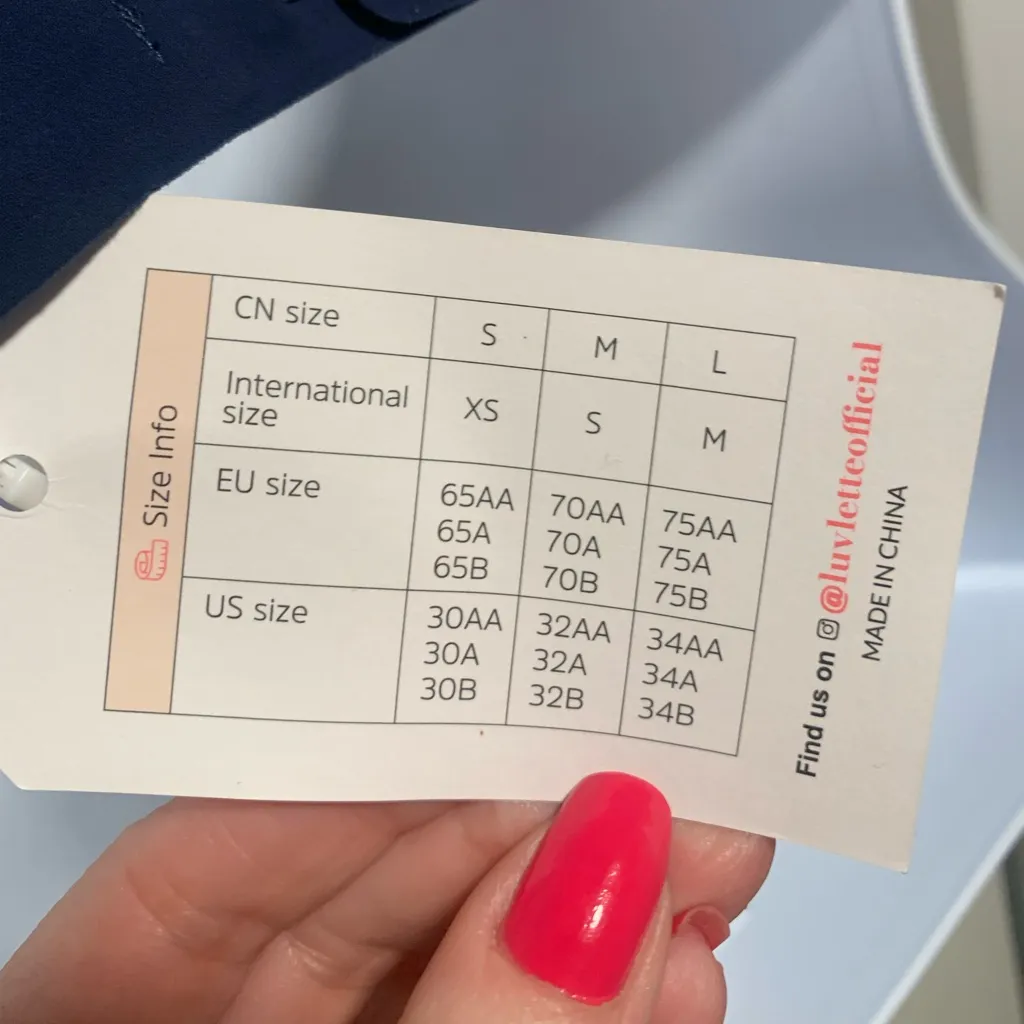 Size Info
CN size S M L
International size XS S M
EU size 65AA 70AA 75AA
65A 70A 75A
65B 70B 75B
US size 30AA 32AA 34AA
30A 32A 34A
30B 32B 34B
Find us on @luvletteofficial
MADE IN CHINA